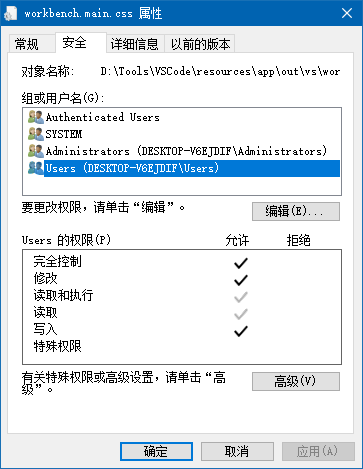 workbench.main.css 属性
常规 安全 详细信息 以前的版本
对象名称: D:\Tools\VSCode\resources\app\out\vs\wor
组或用户名(G):
Authenticated Users
SYSTEM
Administrators (DESKTOP-V6EJDIF\Administrators)
Users (DESKTOP-V6EJDIF\Users)
要更改权限，请单击“编辑”。
编辑(E)...
Users 的权限(P) 允许 拒绝
完全控制
修改
读取和执行
读取
写入
特殊权限
有关特殊权限或高级设置，请单击“高
级”。
高级(V)
确定 取消 应用(A)